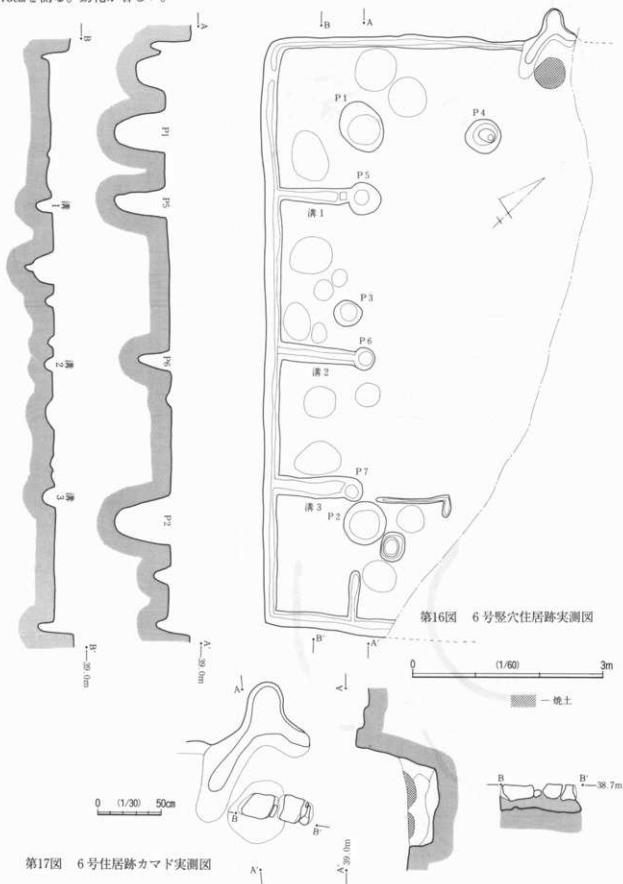 B
A
B
A
P1
P4
P1
P5
P5
溝1
溝1
P3
P6
P6
溝2
溝2
P7
溝3
溝3
P2
P2
B'
A'
第16図 6号竪穴住居跡実測図
B'
A'
39.0m
39.0m
0 (1/60) 3m
―焼土
A
A
B
B'
38.7m
0 (1/30) 50cm
B
B'
A'
A'
39.0m
第17図 6号住居跡カマド実測図